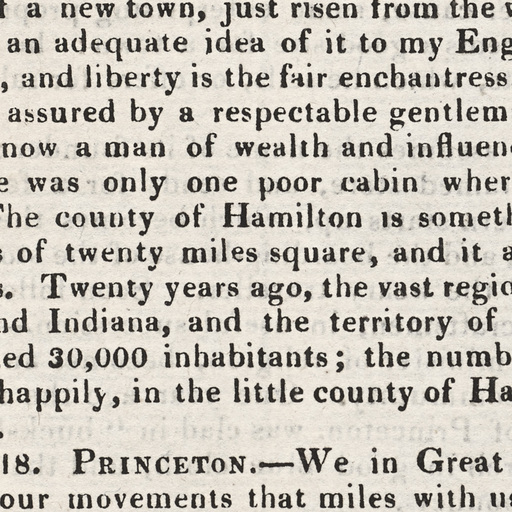 a new town, just risen from the
an adequate idea of it to my Eng
, and liberty is the fair enchantress
assured by a respectable gentlem
now a man of wealth and influen
e was only one poor cabin wher
The county of Hamilton is someth
s of twenty miles square, and it a
s. Twenty years ago, the vast regio
nd Indiana, and the territory of
ed 30,000 inhabitants; the numb
happily, in the little county of Ha
.
18. PRINCETON.—We in Great
our movements that miles with us